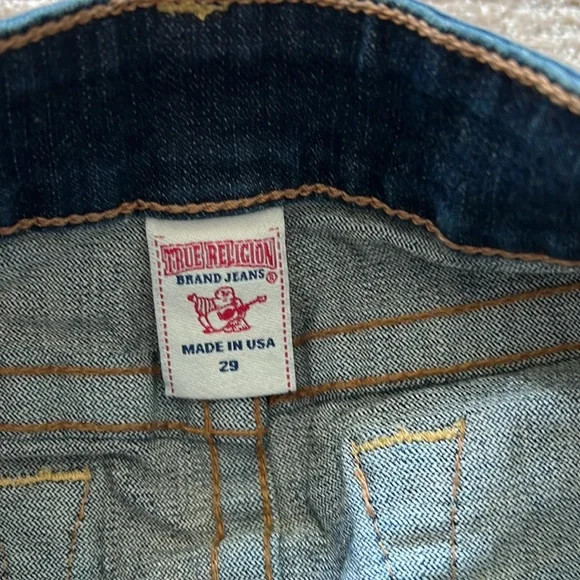 TRUE RELIGION
BRAND JEANS®
MADE IN USA
29